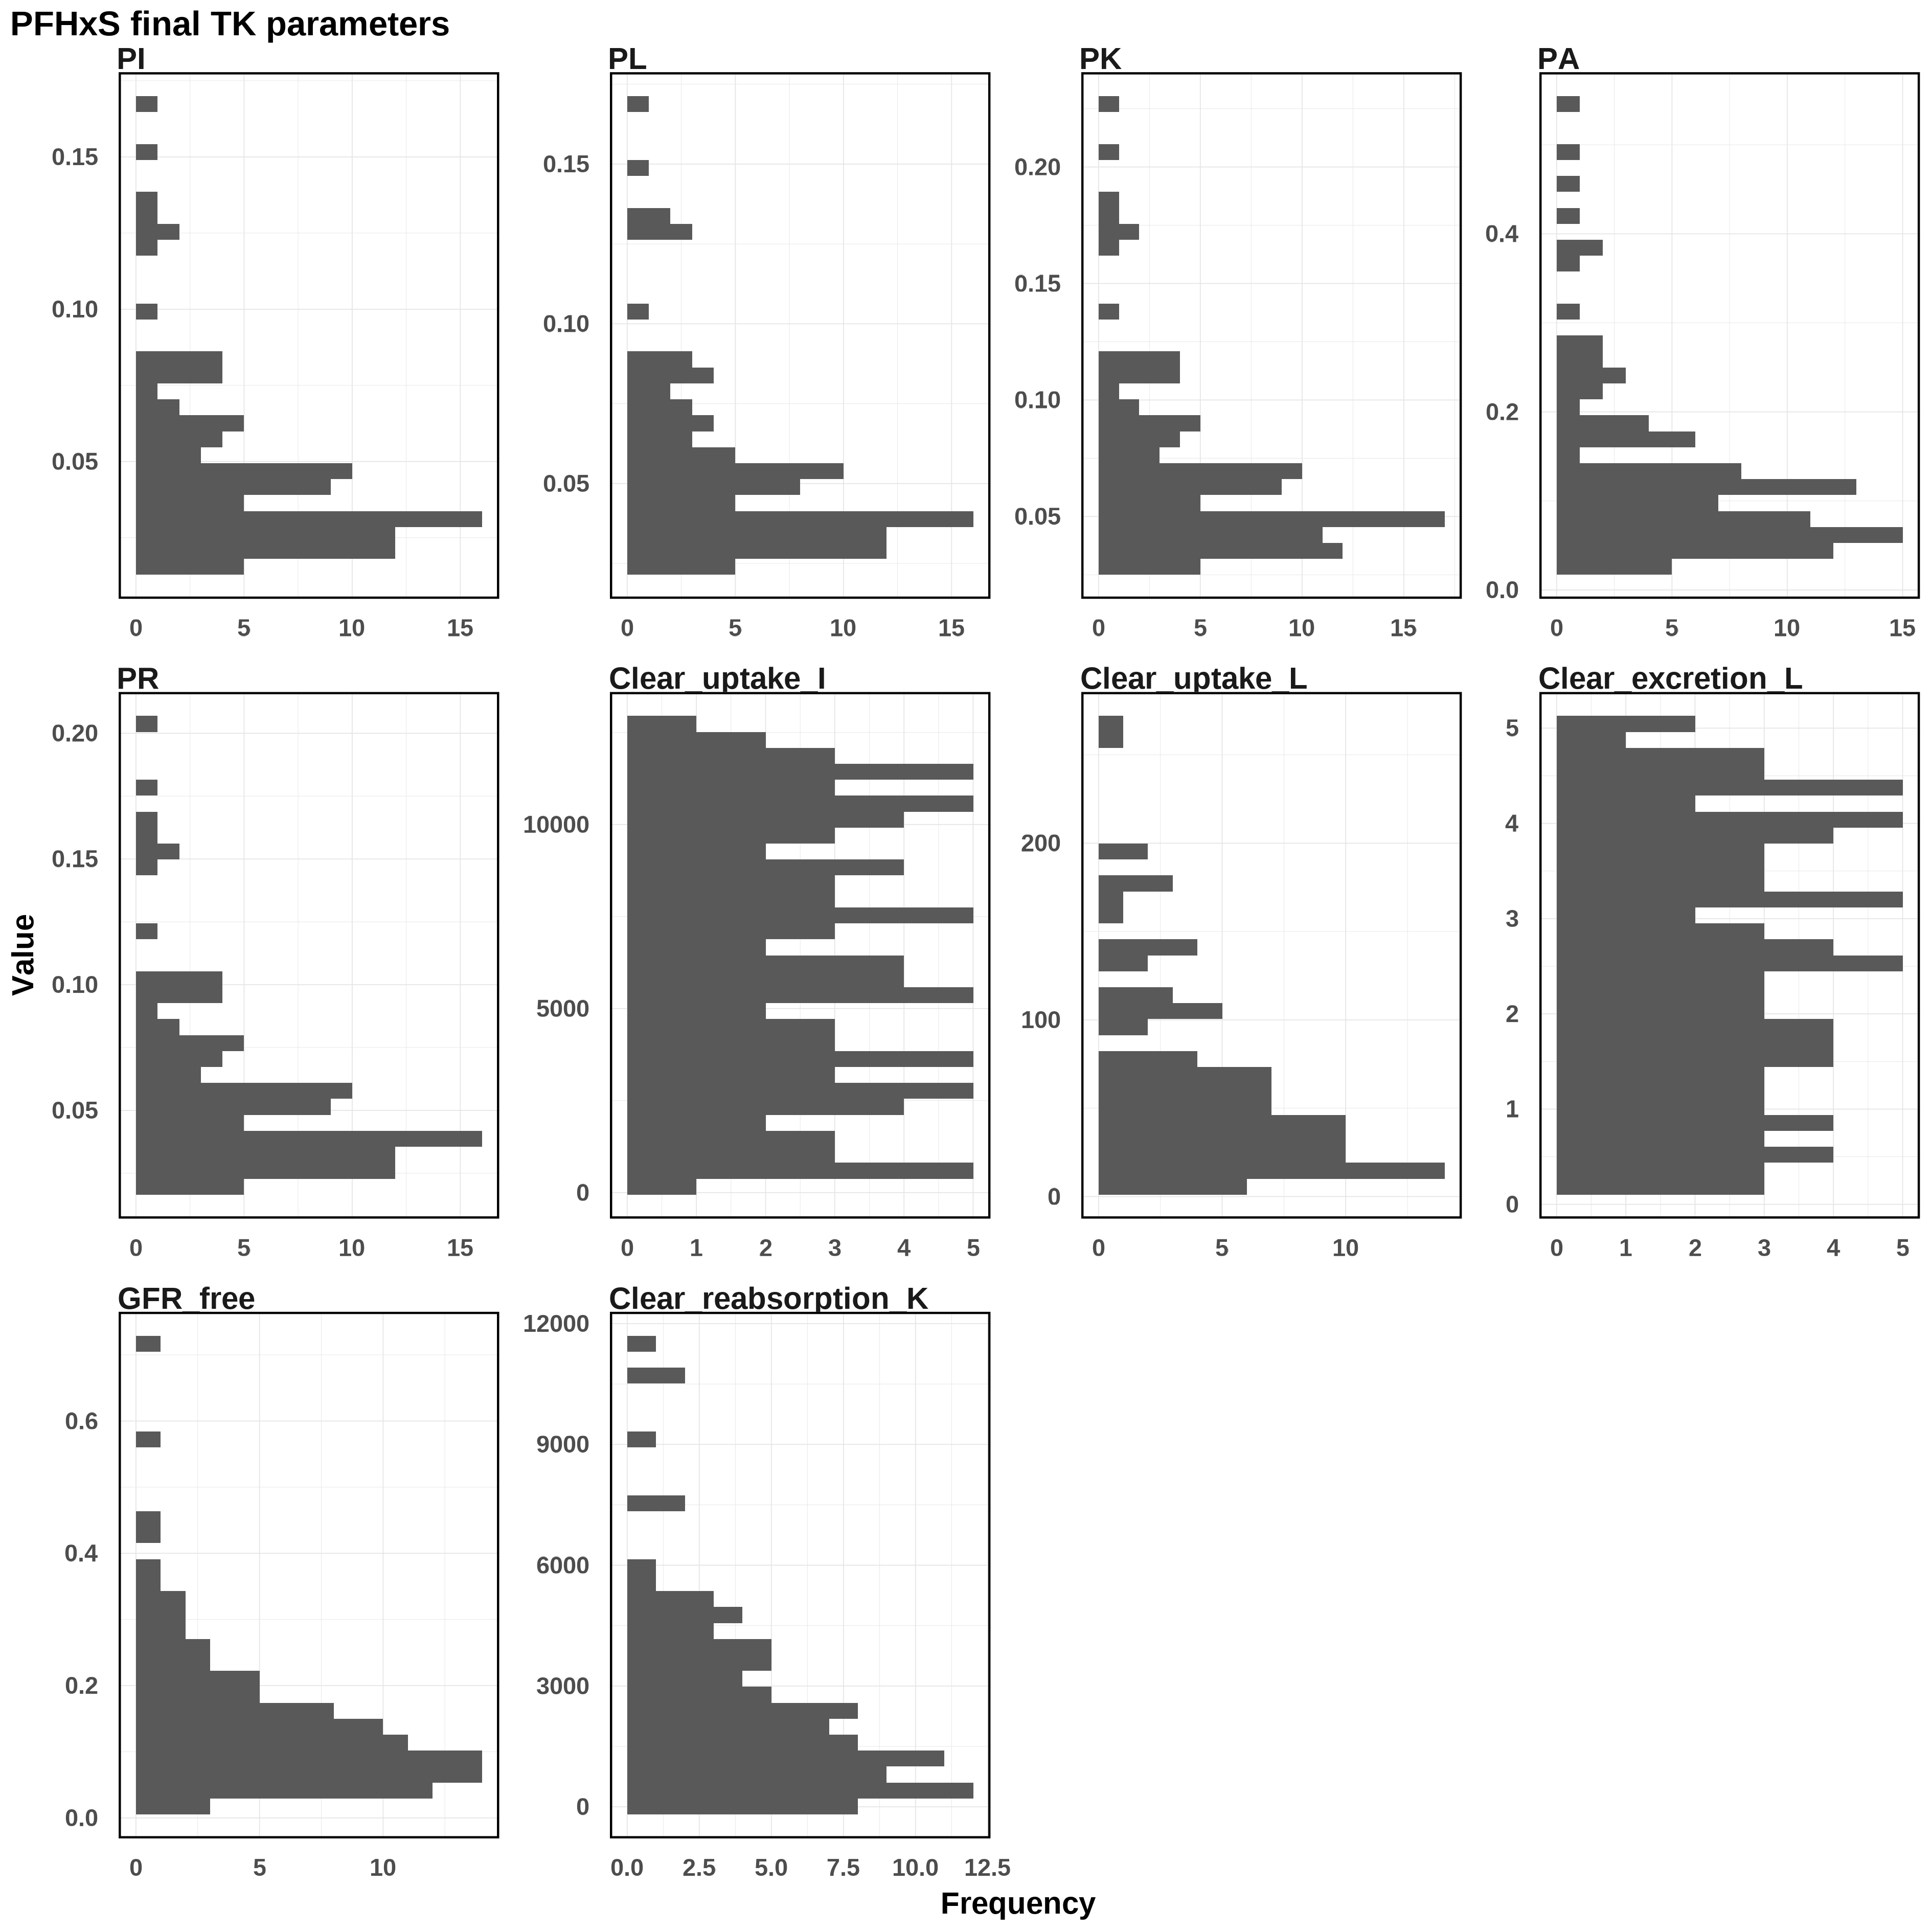 PFHxS final TK parameters
PI PL PK PA
0.15
0.10
0.05
0 5 10 15
0.15
0.10
0.05
0 5 10 15
0.20
0.15
0.10
0.05
0 5 10 15
0.4
0.2
0.0
0 5 10 15
PR Clear_uptake_I Clear_uptake_L Clear_excretion_L
Value
0.20
0.15
0.10
0.05
0 5 10 15
10000
5000
0
0 1 2 3 4 5
200
100
0
0 5 10
5
4
3
2
1
0
0 1 2 3 4 5
GFR_free Clear_reabsorption_K
0.6
0.4
0.2
0.0
0 5 10
12000
9000
6000
3000
0
0.0 2.5 5.0 7.5 10.0 12.5
Frequency